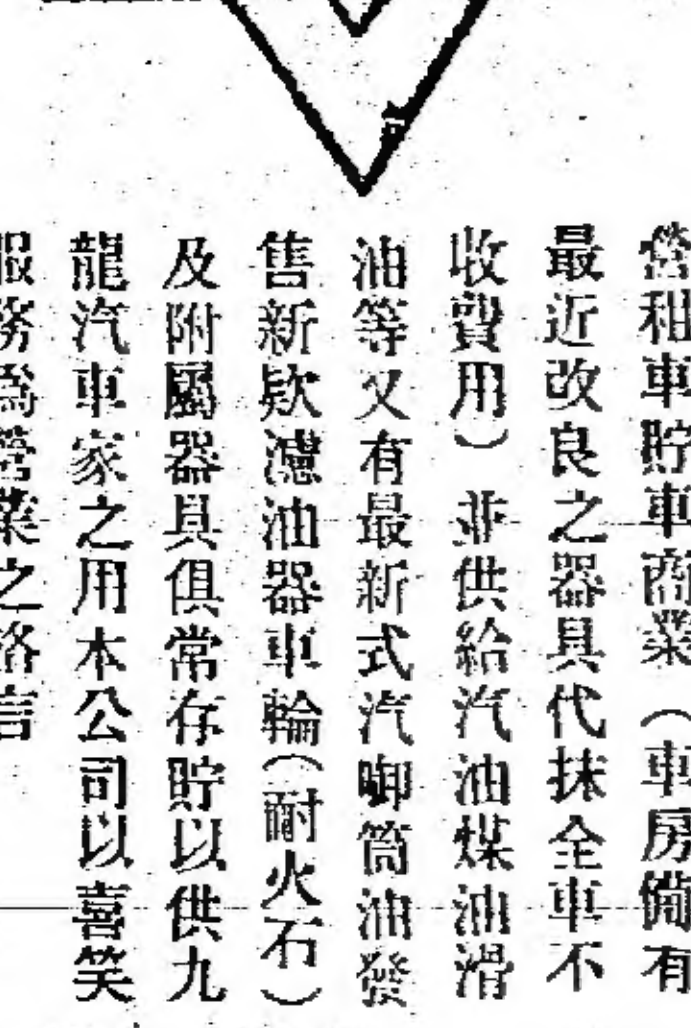 營租車貯車商業（車房備有
最近改良之器具代抹全車不
收費用）並供給汽油煤油滑
油等又有最新式汽唧筒油發
售新欵濾油器車輪（耐火石）
及附屬器具俱常存貯以供九
龍汽車家之用本公司以喜笑
服務為營業之格言